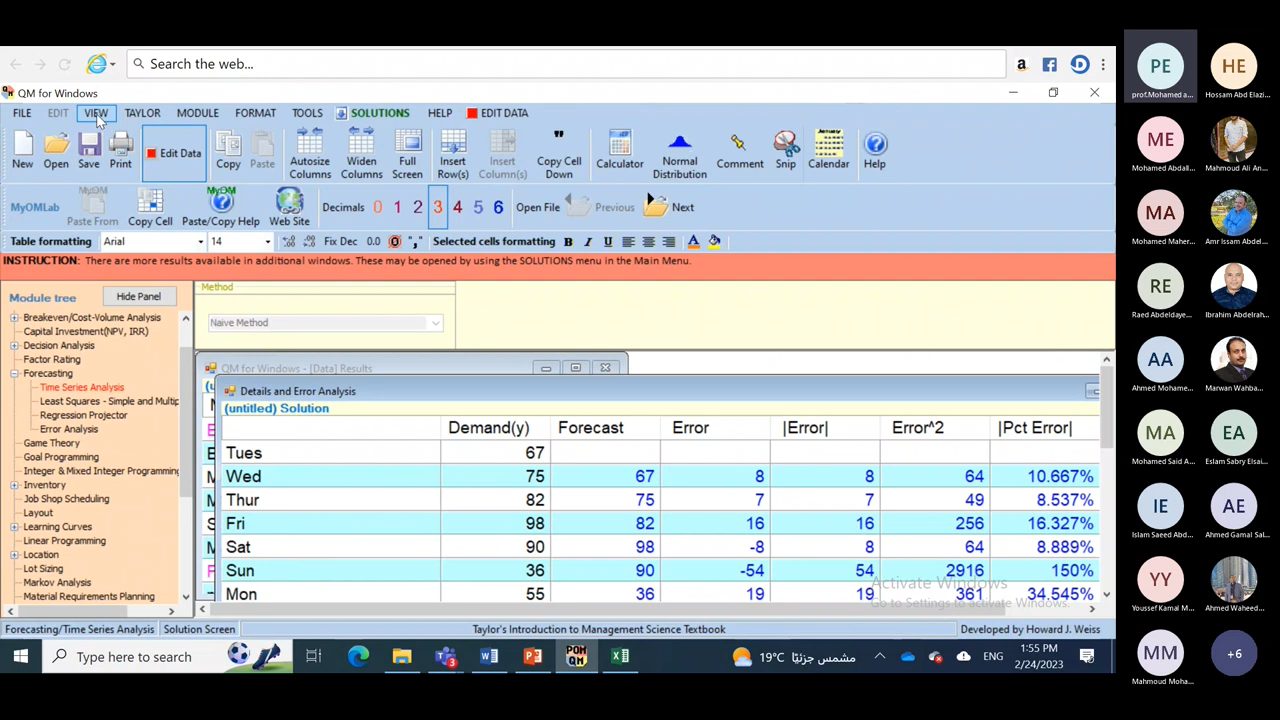 Search the web...
QM for Windows
FILE EDIT VIEW TAYLOR MODULE FORMAT TOOLS SOLUTIONS HELP EDIT DATA
New Open Save Print Edit Data Copy Paste Autosize Columns Widen Columns Full Screen Insert Row(s) Insert Column(s) Copy Cell Down Calculator Normal Distribution Comment Snip Calendar Help
MyOMLab Paste From Copy Cell Paste/Copy Help Web Site Decimals 0 1 2 3 4 5 6 Open File Previous Next
Table formatting Arial 14 Fix Dec 0.0 Selected cells formatting B I U
INSTRUCTION: There are more results available in additional windows. These may be opened by using the SOLUTIONS menu in the Main Menu.
Module tree Hide Panel
Breakeven/Cost-Volume Analysis
Capital Investment(NPV, IRR)
Decision Analysis
Factor Rating
Forecasting
Time Series Analysis
Least Squares - Simple and Multip
Regression Projector
Error Analysis
Game Theory
Goal Programming
Integer & Mixed Integer Programming
Inventory
Job Shop Scheduling
Layout
Learning Curves
Linear Programming
Location
Lot Sizing
Markov Analysis
Material Requirements Planning
Method
Naive Method
QM for Windows - [Data] Results
Details and Error Analysis
(untitled) Solution
Demand(y) Forecast Error |Error| Error^2 |Pct Error|
Tues 67
Wed 75 67 8 8 64 10.667%
Thur 82 75 7 7 49 8.537%
Fri 98 82 16 16 256 16.327%
Sat 90 98 -8 8 64 8.889%
Sun 36 90 -54 54 2916 150%
Mon 55 36 19 19 361 34.545%
Activate Windows
Go to Settings to activate Windows.
Forecasting/Time Series Analysis Solution Screen Taylor's Introduction to Management Science Textbook Developed by Howard J. Weiss
Type here to search
19°C مشمس جزئيًا
ENG
1:55 PM
2/24/2023
PE HE
prof.Mohamed a... Hossam Abd Elazi...
ME
Mohamed Abdall... Mahmoud Ali An...
MA
Mohamed Maher... Amr Issam Abdel...
RE
Raed Abdeldaye... Ibrahim Abdelrah...
AA
Ahmed Mohame... Marwan Wahba...
MA EA
Mohamed Said A... Eslam Sabry Elsai...
IE AE
Islam Saeed Abd... Ahmed Gamal Sal...
YY
Youssef Kamal M... Ahmed Waheed...
MM +6
Mahmoud Moha...